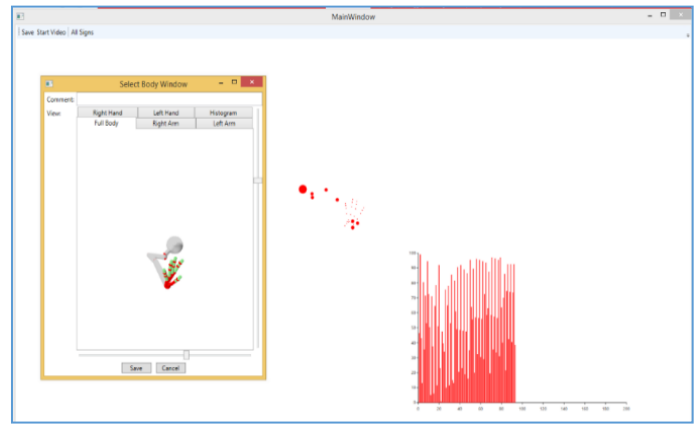 MainWindow
Save Start Video All Signs
Select Body Window
Comment:
View: Right Hand Left Hand Histogram
Full Body Right Arm Left Arm
Save Cancel
100
90
80
70
60
50
40
30
20
10
0
0 20 40 60 80 100 120 140 160 180 200